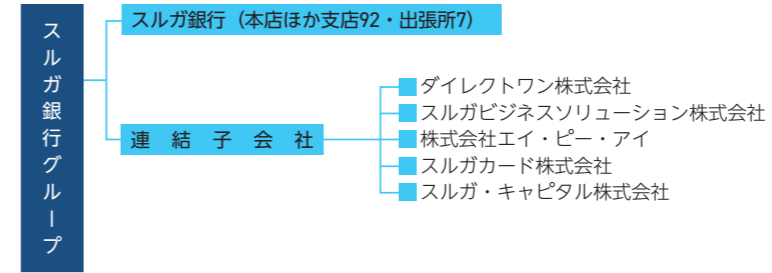 スルガ銀行グループ
スルガ銀行（本店ほか支店92・出張所7）
連結子会社
ダイレクトワン株式会社
スルガビジネスソリューション株式会社
株式会社エイ・ピー・アイ
スルガカード株式会社
スルガ・キャピタル株式会社